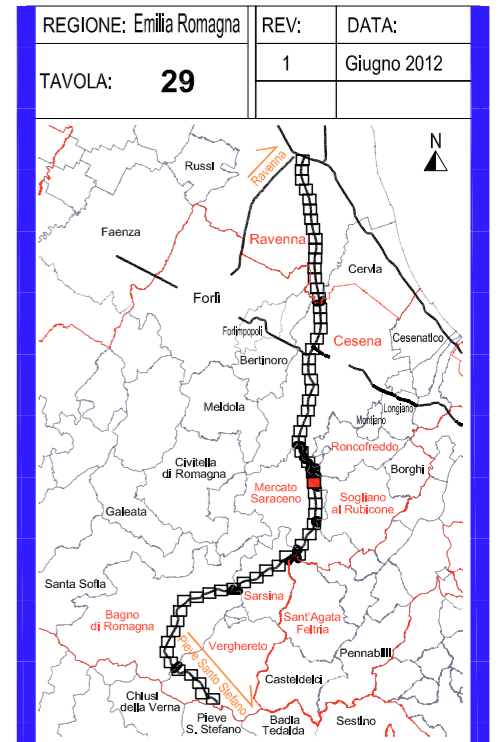 REGIONE: Emilia Romagna
REV:
DATA:
TAVOLA: 29
1
Giugno 2012
N
Russi
Ravenna
Faenza
Ravenna
Cervia
Forlì
Forlimpopoli
Cesena
Cesenatico
Bertinoro
Meldola
Longiano
Montiano
Roncofreddo
Civitella
di Romagna
Borghi
Mercato
Saraceno
Sogliano
al Rubicone
Galeata
Santa Sofia
Sarsina
Bagno
di Romagna
Sant'Agata
Feltria
Verghereto
Pieve Santo Stefano
Pennabilli
Casteldelci
Chiusi
della Verna
Pieve
S. Stefano
Badia
Tedalda
Sestino